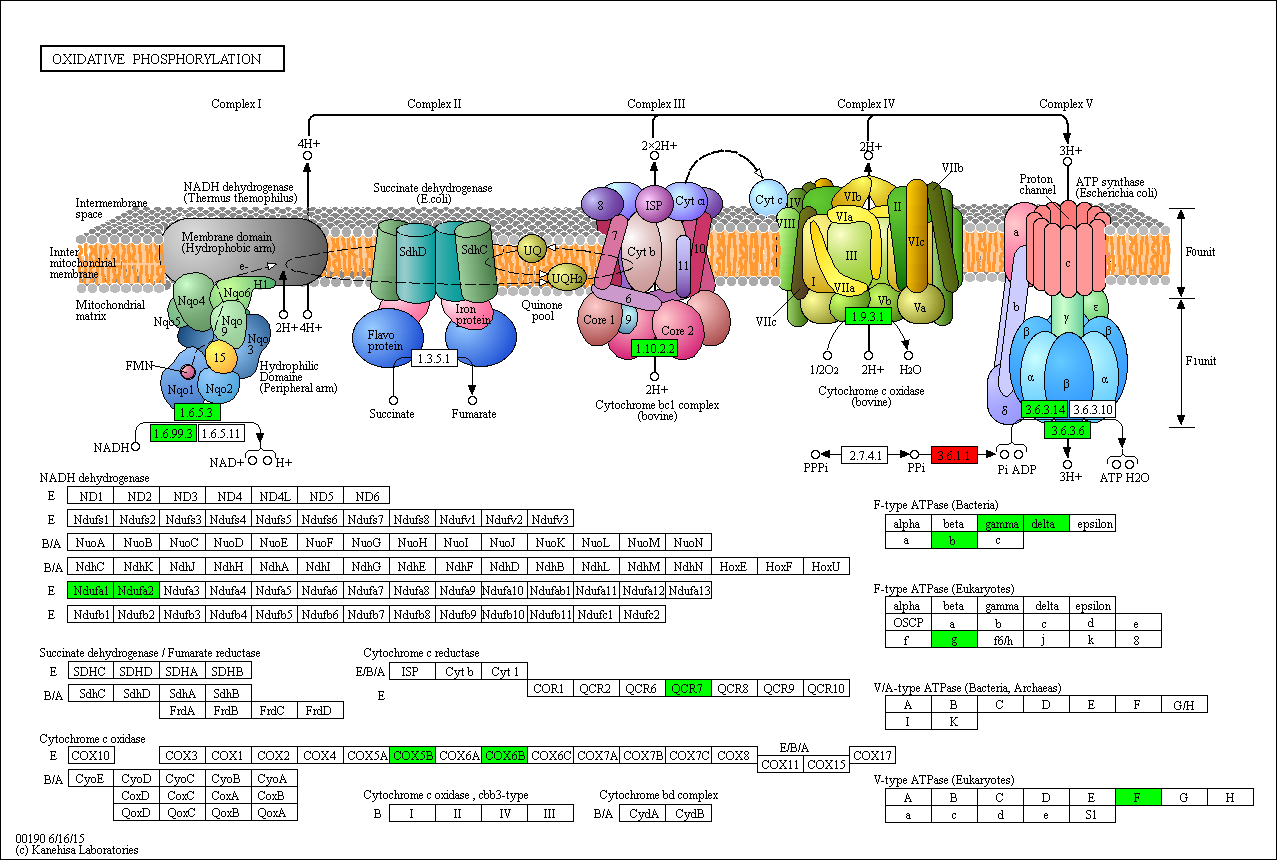 OXIDATIVE PHOSPHORYLATION
Complex I Complex II Complex III Complex IV Complex V
4H+ 2×2H+ 2H+ 3H+
NADH dehydrogenase
(Thermus themophilus)
Succinate dehydrogenase
(E.coli)
Intermembrane
space
Innter
mitochondrial
membrane
Mitochondrial
matrix
Membrane domain
(Hydrophobic arm)
e-
Nqo4 Nqo6 H1
Nqo5 Nqo
9 Nqo
3
15
FMN
Nqo1 Nqo2
2H+ 4H+
Hydrophilic
Domaine
(Peripheral arm)
1.6.5.3
1.6.99.3 1.6.5.11
NADH
NAD+ H+
SdhD SdhC
Flavo
protein
Iron
protein
1.3.5.1
Succinate Fumarate
UQ
UQH2
Quinone
pool
8 ISP Cyt c1
7 Cyt b 10
11
6
Core 1 9 Core 2
1.10.2.2
2H+
Cytochrome bc1 complex
(bovine)
Cyt c
IV VIb VIIb
VIII VIa II
III VIc
I VIIa
VIIc Vb Va
1.9.3.1
1/2O2 2H+ H2O
Cytochrome c oxidase
(bovine)
Proton
channel
ATP synthase
(Escherichia coli)
a c
b γ ε
β β
α β α
δ
F0unit
F1unit
3.6.3.14 3.6.3.10
3.6.3.6
PPPi 2.7.4.1 PPi 3.6.1.1 Pi ADP 3H+ ATP H2O
NADH dehydrogenase
E ND1 ND2 ND3 ND4 ND4L ND5 ND6
E Ndufs1 Ndufs2 Ndufs3 Ndufs4 Ndufs5 Ndufs6 Ndufs7 Ndufs8 Ndufv1 Ndufv2 Ndufv3
B/A NuoA NuoB NuoC NuoD NuoE NuoF NuoG NuoH NuoI NuoJ NuoK NuoL NuoM NuoN
B/A NdhC NdhK NdhJ NdhH NdhA NdhI NdhG NdhE NdhF NdhD NdhB NdhL NdhM NdhN HoxE HoxF HoxU
E Ndufa1 Ndufa2 Ndufa3 Ndufa4 Ndufa5 Ndufa6 Ndufa7 Ndufa8 Ndufa9 Ndufa10 Ndufab1 Ndufa11 Ndufa12 Ndufa13
E Ndufb1 Ndufb2 Ndufb3 Ndufb4 Ndufb5 Ndufb6 Ndufb7 Ndufb8 Ndufb9 Ndufb10 Ndufb11 Ndufc1 Ndufc2
Succinate dehydrogenase / Fumarate reductase
E SDHC SDHD SDHA SDHB
B/A SdhC SdhD SdhA SdhB
FrdA FrdB FrdC FrdD
Cytochrome c reductase
E/B/A ISP Cyt b Cyt 1
E COR1 QCR2 QCR6 QCR7 QCR8 QCR9 QCR10
Cytochrome c oxidase
E COX10 COX3 COX1 COX2 COX4 COX5A COX5B COX6A COX6B COX6C COX7A COX7B COX7C COX8 COX17
E/B/A
COX11 COX15
B/A CyoE CyoD CyoC CyoB CyoA
CoxD CoxC CoxA CoxB
QoxD QoxC QoxB QoxA
Cytochrome c oxidase , cbb3-type
B I II IV III
Cytochrome bd complex
B/A CydA CydB
F-type ATPase (Bacteria)
alpha beta gamma delta epsilon
a b c
F-type ATPase (Eukaryotes)
alpha beta gamma delta epsilon
OSCP a b c d e
f g f6/h j k 8
V/A-type ATPase (Bacteria, Archaeas)
A B C D E F G/H
I K
V-type ATPase (Eukaryotes)
A B C D E F G H
a c d e S1
00190 6/16/15
(c) Kanehisa Laboratories